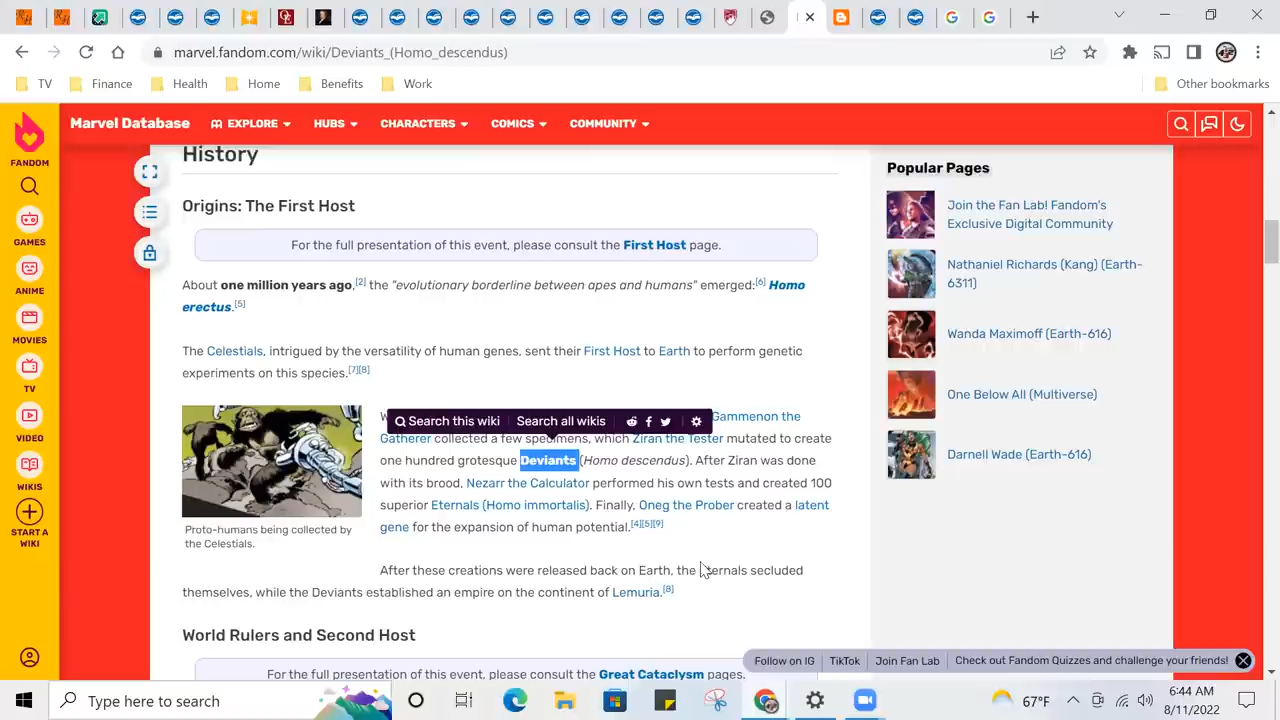 marvel.fandom.com/wiki/Deviants_(Homo_descendus)
TV Finance Health Home Benefits Work Other bookmarks
Marvel Database EXPLORE HUBS CHARACTERS COMICS COMMUNITY
FANDOM
GAMES
ANIME
MOVIES
TV
VIDEO
WIKIS
START A
WIKI
History
Origins: The First Host
For the full presentation of this event, please consult the First Host page.
About one million years ago,[2] the "evolutionary borderline between apes and humans" emerged:[6] Homo
erectus.[5]
The Celestials, intrigued by the versatility of human genes, sent their First Host to Earth to perform genetic
experiments on this species.[7][8]
Search this wiki Search all wikis
Gammenon the
Gatherer collected a few specimens, which Ziran the Tester mutated to create
one hundred grotesque Deviants (Homo descendus). After Ziran was done
with its brood, Nezarr the Calculator performed his own tests and created 100
superior Eternals (Homo immortalis). Finally, Oneg the Prober created a latent
gene for the expansion of human potential.[4][5][9]
Proto-humans being collected by
the Celestials.
After these creations were released back on Earth, the Eternals secluded
themselves, while the Deviants established an empire on the continent of Lemuria.[8]
World Rulers and Second Host
For the full presentation of this event, please consult the Great Cataclysm pages.
Popular Pages
Join the Fan Lab! Fandom's
Exclusive Digital Community
Nathaniel Richards (Kang) (Earth-
6311)
Wanda Maximoff (Earth-616)
One Below All (Multiverse)
Darnell Wade (Earth-616)
Follow on IG TikTok Join Fan Lab Check out Fandom Quizzes and challenge your friends!
Type here to search
67°F
6:44 AM
8/11/2022